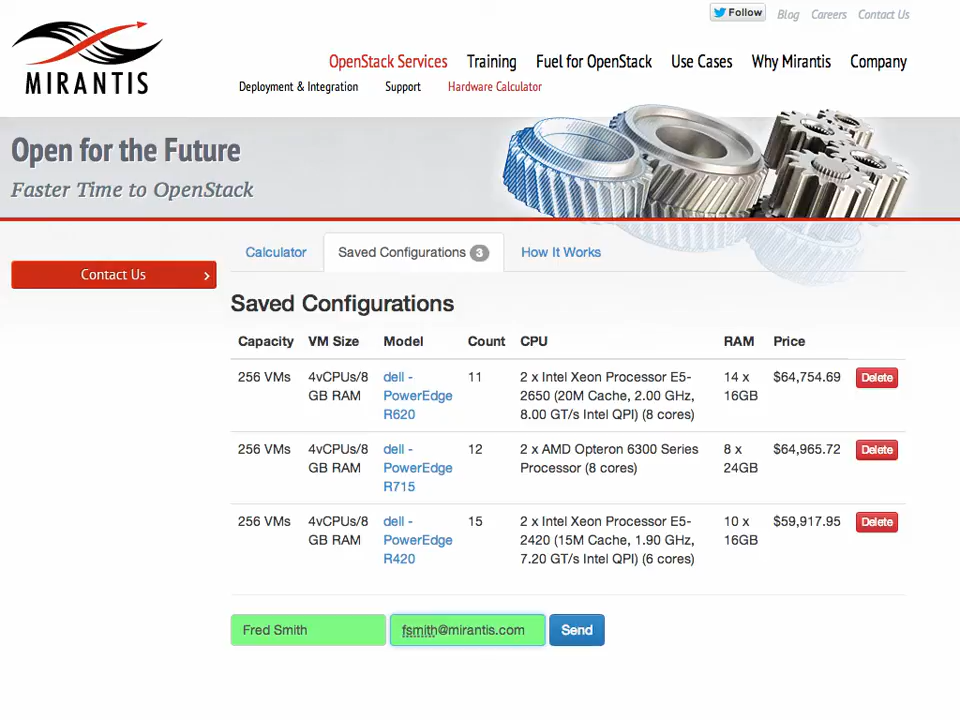 Follow Blog Careers Contact Us
MIRANTIS
OpenStack Services Training Fuel for OpenStack Use Cases Why Mirantis Company
Deployment & Integration Support Hardware Calculator
Open for the Future
Faster Time to OpenStack
Contact Us
Calculator Saved Configurations 3 How It Works
Saved Configurations
Capacity VM Size Model Count CPU RAM Price
256 VMs 4vCPUs/8 dell - 11 2 x Intel Xeon Processor E5- 14 x $64,754.69 Delete
GB RAM PowerEdge 2650 (20M Cache, 2.00 GHz, 16GB
R620 8.00 GT/s Intel QPI) (8 cores)
256 VMs 4vCPUs/8 dell - 12 2 x AMD Opteron 6300 Series 8 x $64,965.72 Delete
GB RAM PowerEdge Processor (8 cores) 24GB
R715
256 VMs 4vCPUs/8 dell - 15 2 x Intel Xeon Processor E5- 10 x $59,917.95 Delete
GB RAM PowerEdge 2420 (15M Cache, 1.90 GHz, 16GB
R420 7.20 GT/s Intel QPI) (6 cores)
Fred Smith fsmith@mirantis.com Send